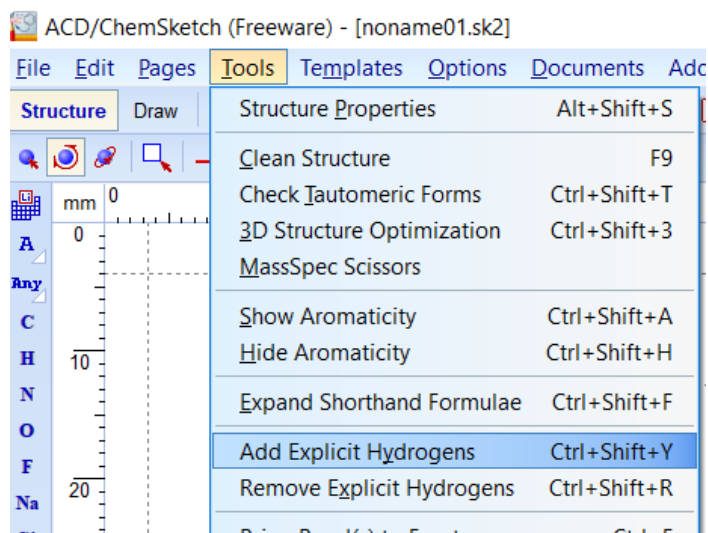 ACD/ChemSketch (Freeware) - [noname01.sk2]
File Edit Pages Tools Templates Options Documents
Structure Draw
Structure Properties Alt+Shift+S
Clean Structure F9
Check Tautomeric Forms Ctrl+Shift+T
3D Structure Optimization Ctrl+Shift+3
MassSpec Scissors
Show Aromaticity Ctrl+Shift+A
Hide Aromaticity Ctrl+Shift+H
Expand Shorthand Formulae Ctrl+Shift+F
Add Explicit Hydrogens Ctrl+Shift+Y
Remove Explicit Hydrogens Ctrl+Shift+R
Li
mm 0
0
10
20
A
Any
C
H
N
O
F
Na